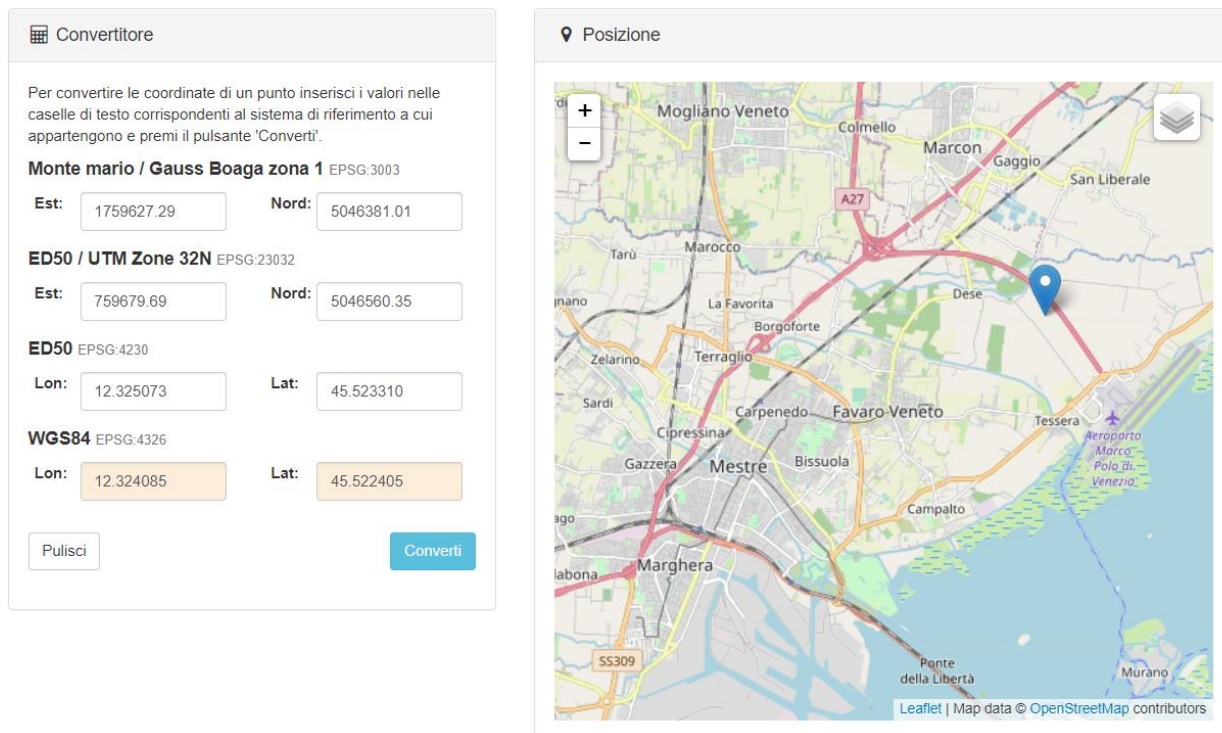 Convertitore
Per convertire le coordinate di un punto inserisci i valori nelle
caselle di testo corrispondenti al sistema di riferimento a cui
appartengono e premi il pulsante 'Converti'.
Monte mario / Gauss Boaga zona 1 EPSG:3003
Est: 1759627.29 Nord: 5046381.01
ED50 / UTM Zone 32N EPSG:23032
Est: 759679.69 Nord: 5046560.35
ED50 EPSG:4230
Lon: 12.325073 Lat: 45.523310
WGS84 EPSG:4326
Lon: 12.324085 Lat: 45.522405
Pulisci Converti
Posizione
+
-
Mogliano Veneto
Colmello
Marcon
Gaggio
San Liberale
A27
Marocco
Tarù
Dese
La Favorita
Borgoforte
Zelarino
Terraglio
Sardi
Carpenedo
Favaro Veneto
Tessera
Cipressina
Aeroporto
Marco
Polo di
Venezia
Gazzera
Mestre
Bissuola
Campalto
Marghera
SS309
Ponte
della Libertà
Murano
Leaflet | Map data © OpenStreetMap contributors